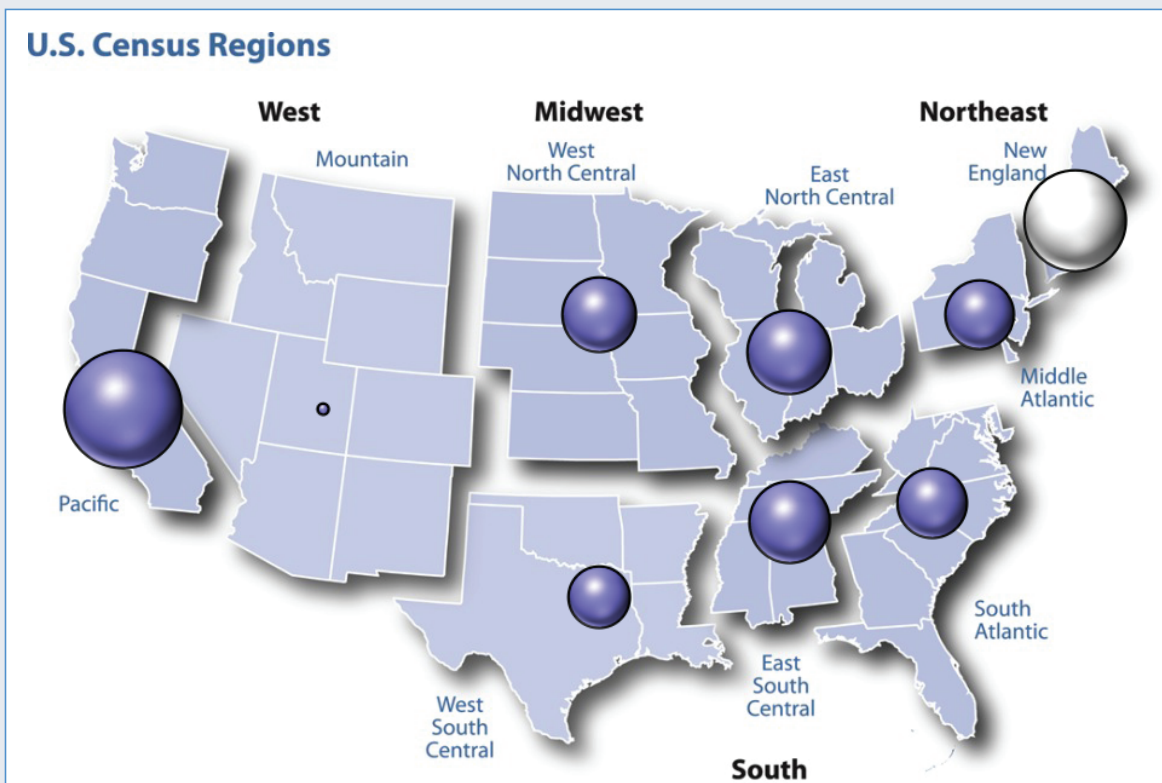 U.S. Census Regions
West
Midwest
Northeast
Mountain
West
North Central
East
North Central
New
England
Pacific
Middle
Atlantic
South
Atlantic
West
South
Central
East
South
Central
South